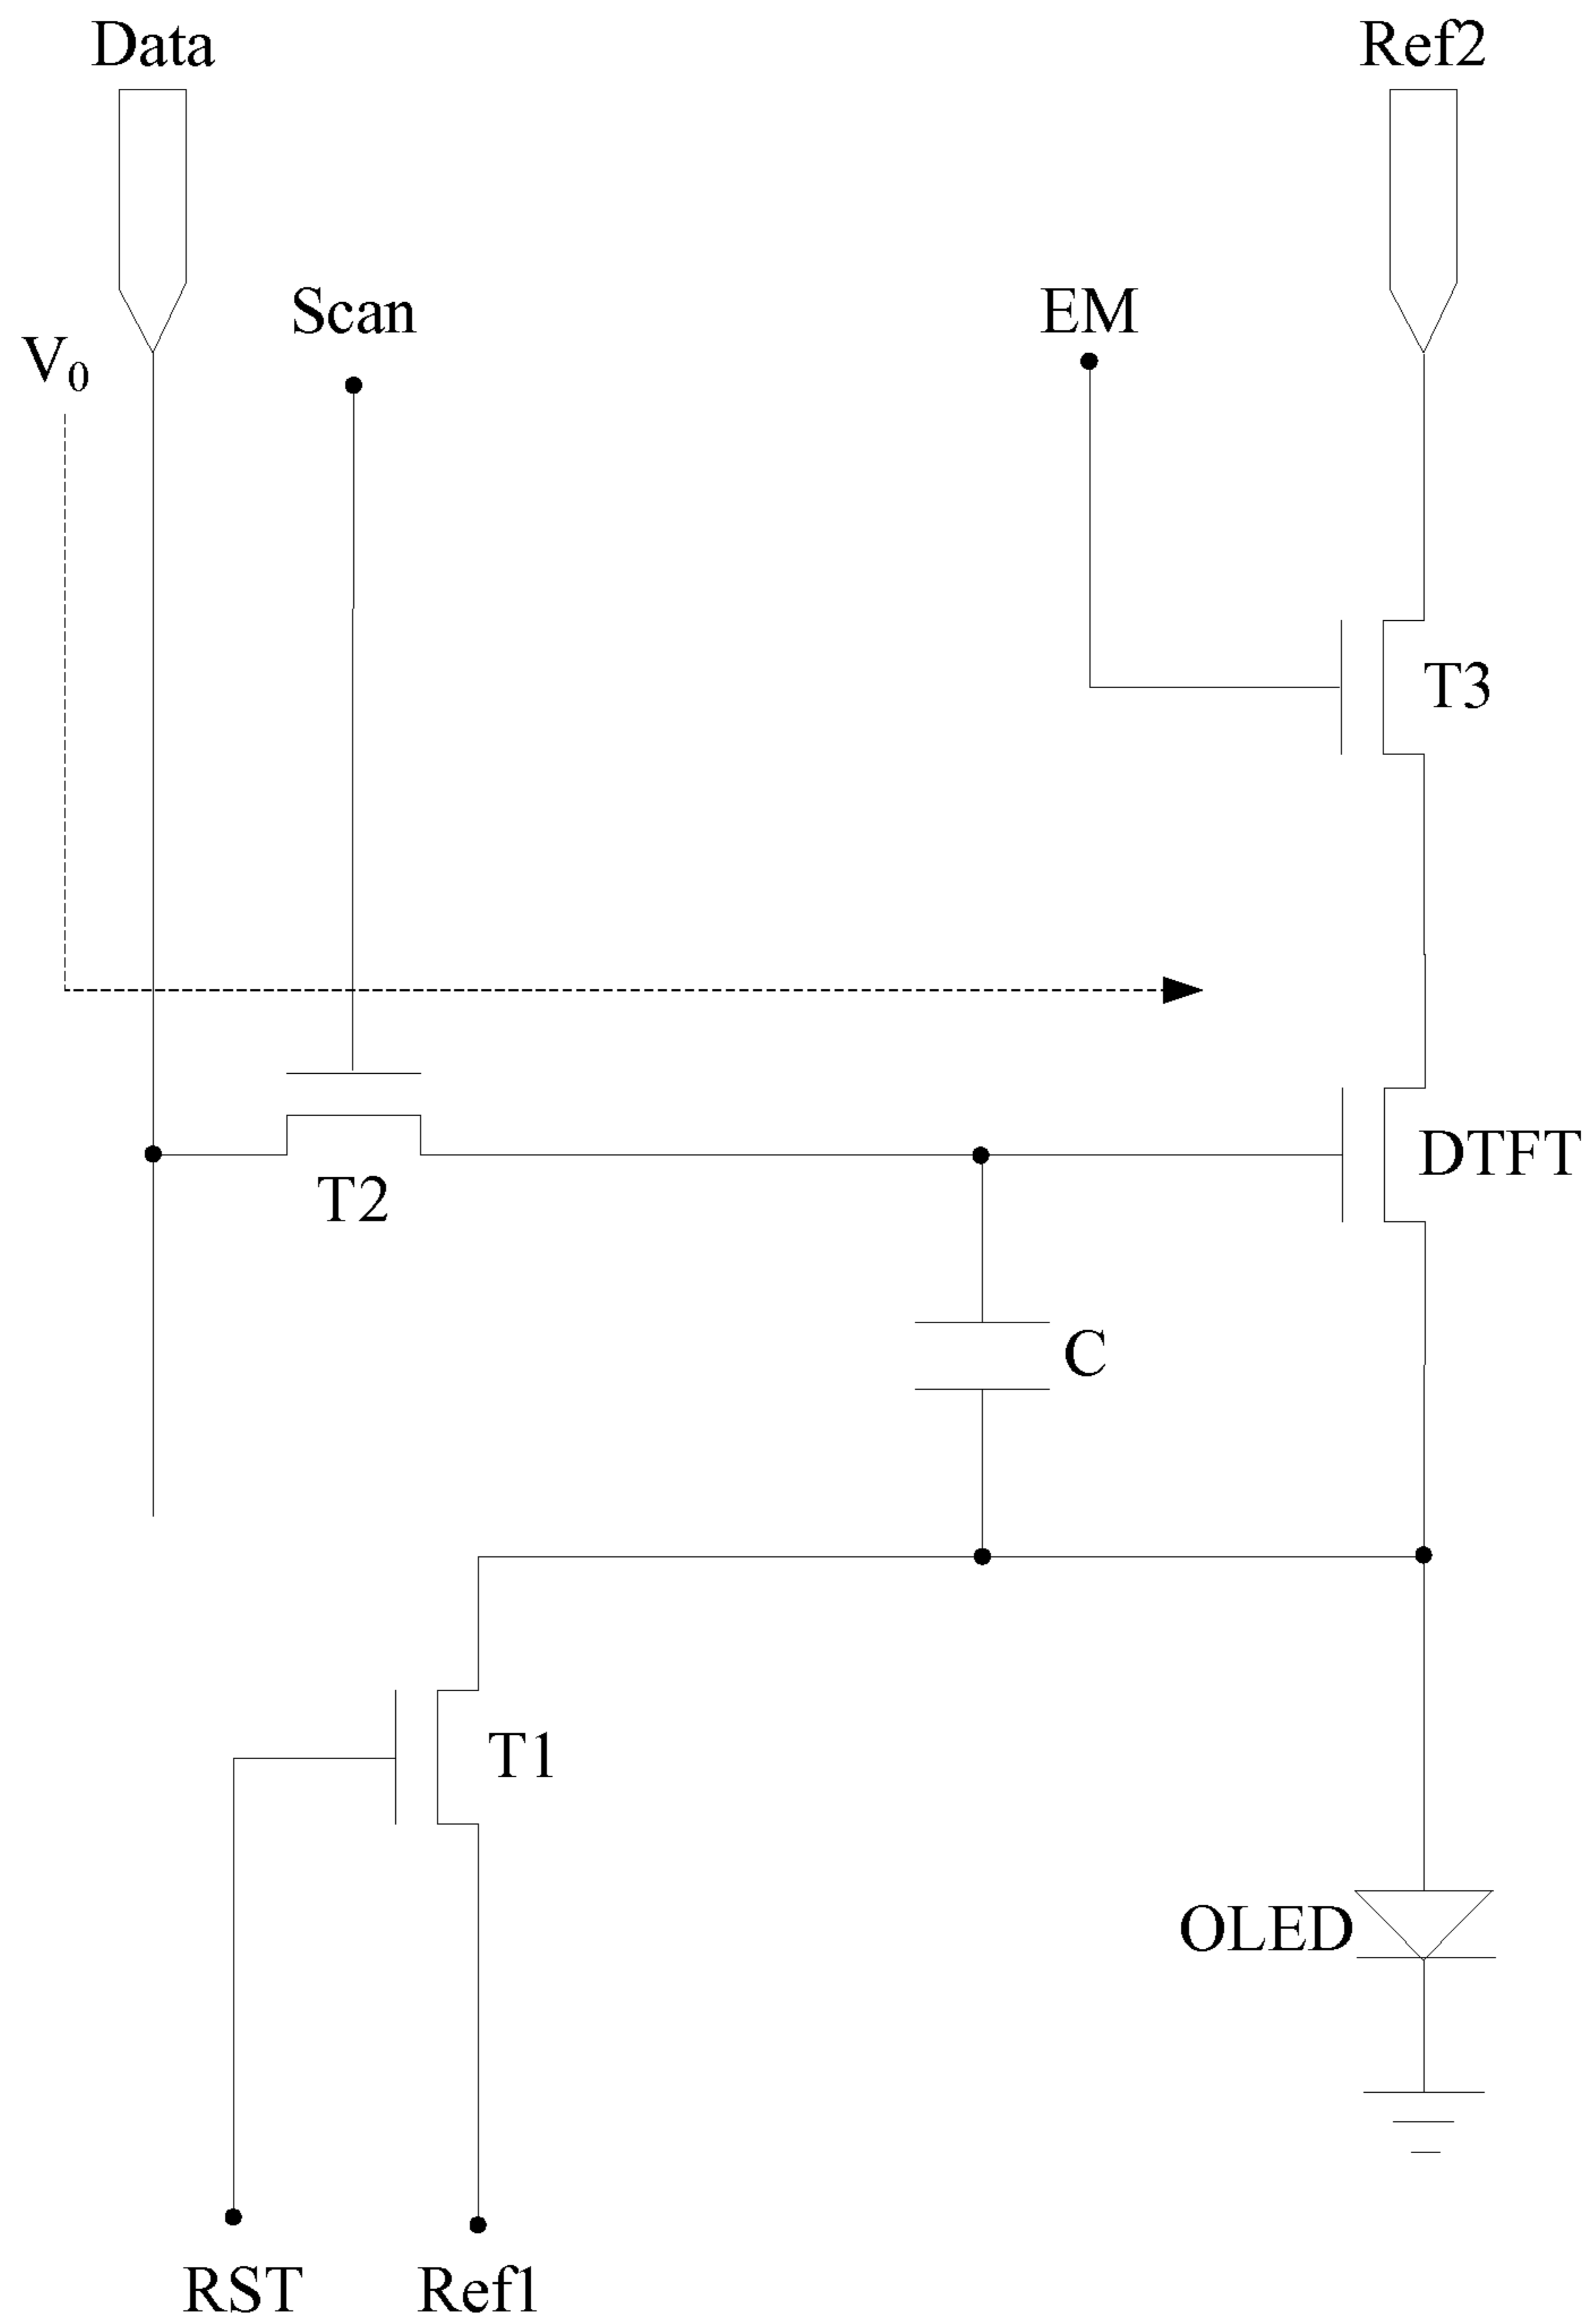 Data
Ref2
Scan
EM
V₀
T3
DTFT
T2
C
T1
OLED
RST
Ref1